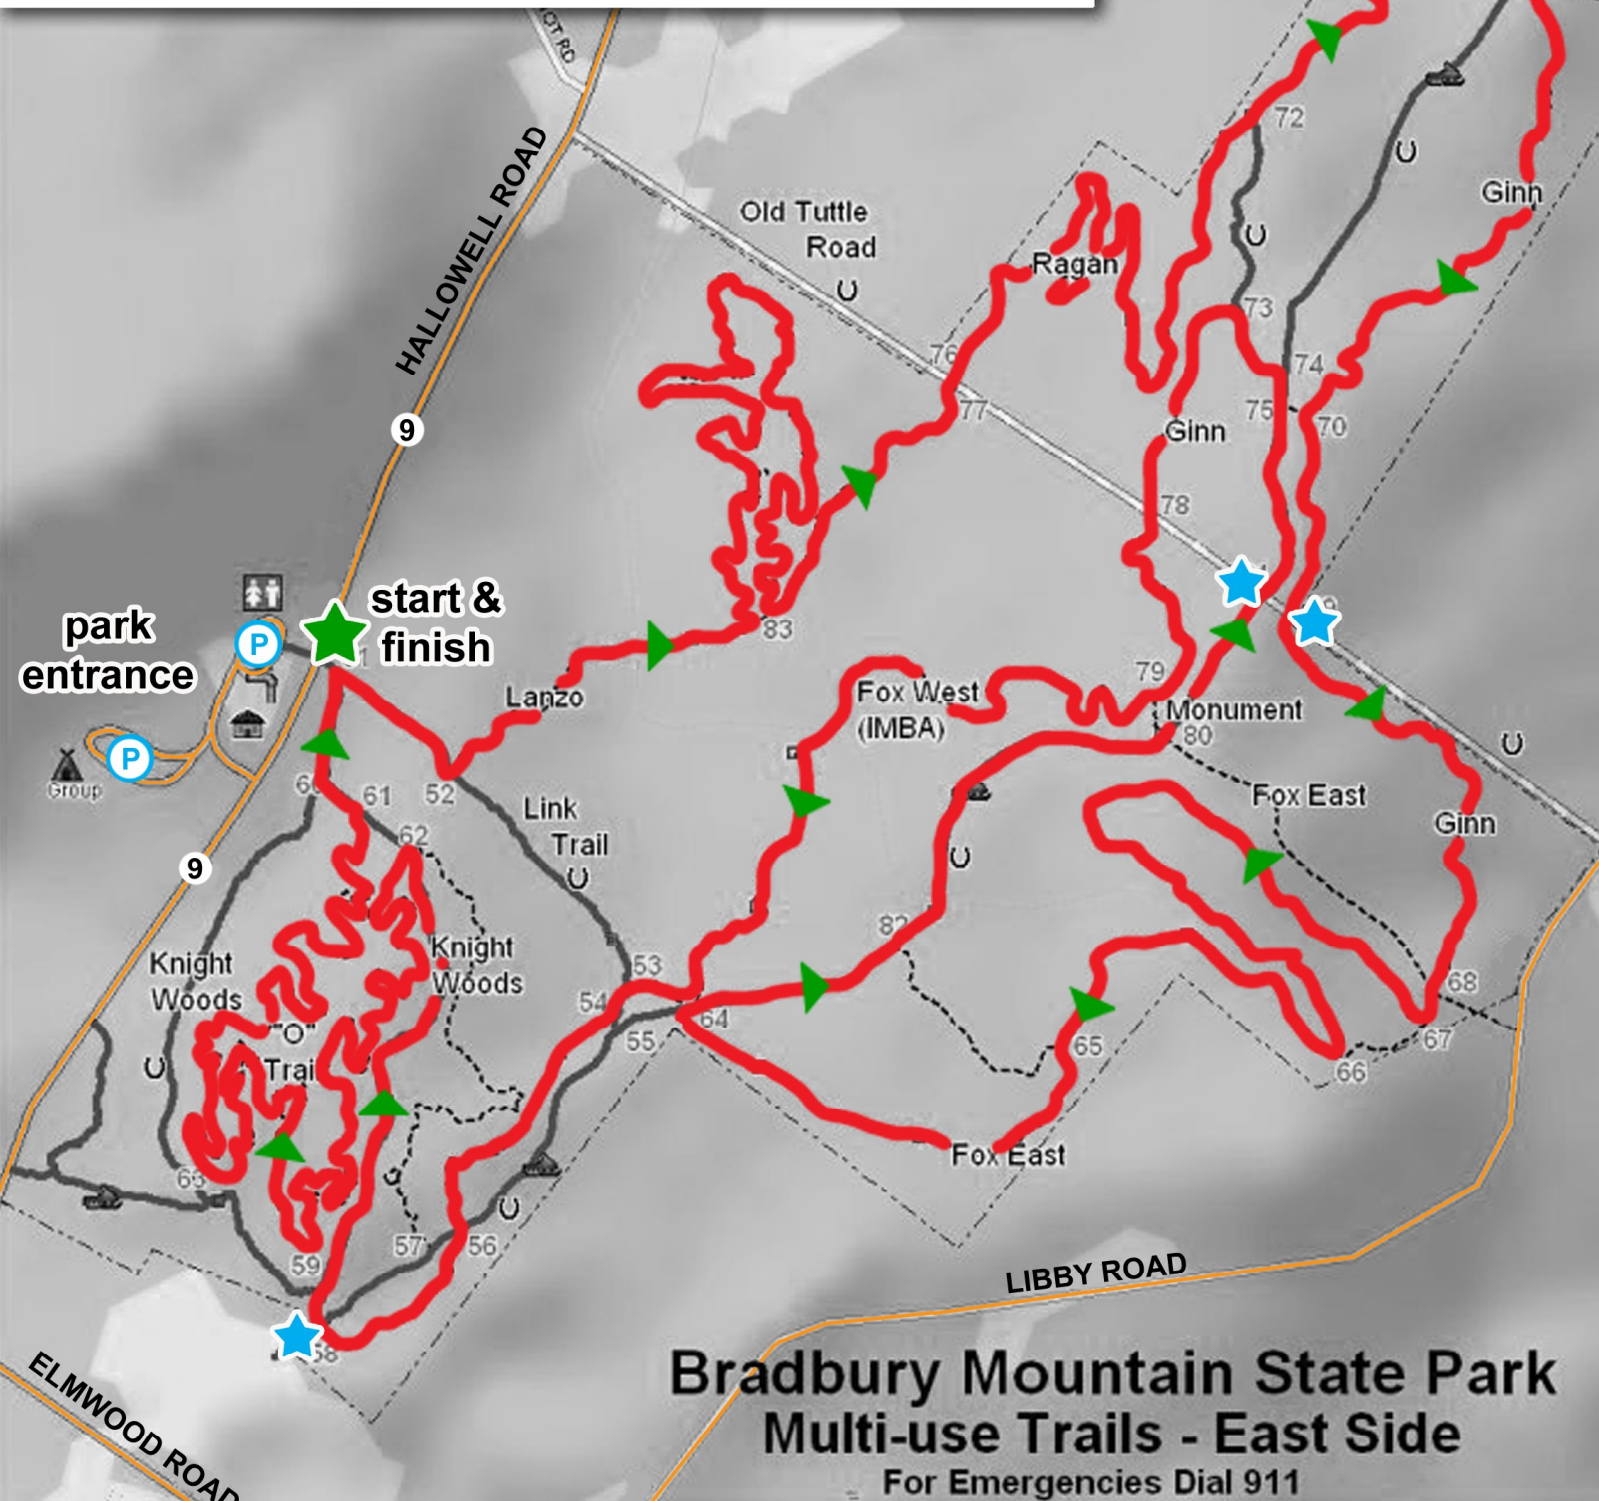 HALLOWELL ROAD
72
Ginn
Old Tuttle
Road
Ragan
73
76
74
77
75
70
Ginn
9
78
start &
finish
park
entrance
P
83
79
Lanzo
Fox West
(IMBA)
Monument
80
P
Group
61
52
Link
Trail
Fox East
Ginn
62
9
82
Knight
Woods
Knight
Woods
53
68
54
64
"O"
Trail
55
67
65
66
Fox East
63
57
56
59
LIBBY ROAD
ELMWOOD ROAD
Bradbury Mountain State Park
Multi-use Trails - East Side
For Emergencies Dial 911